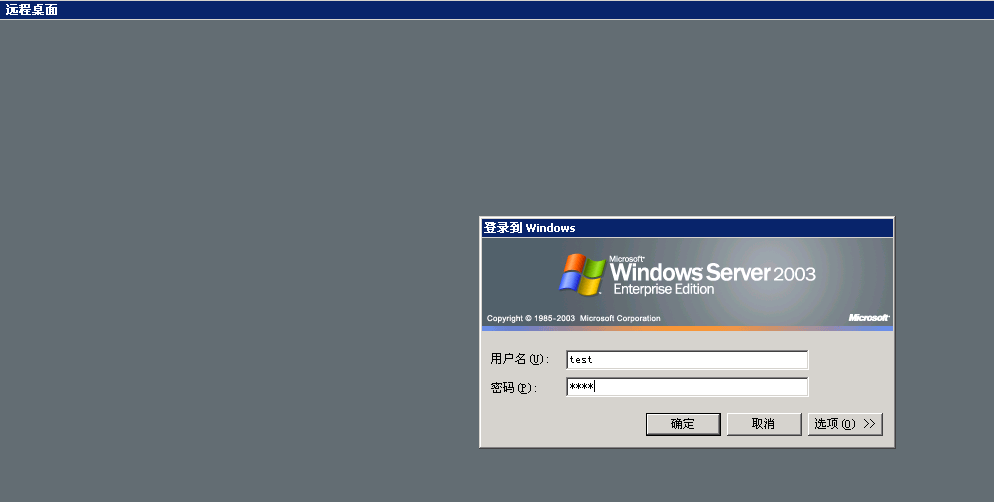 远程桌面
登录到 Windows
Microsoft
Windows Server 2003
Enterprise Edition
Copyright © 1985-2003 Microsoft Corporation Microsoft
用户名(U): test
密码(P): ****
确定 取消 选项(O) >>